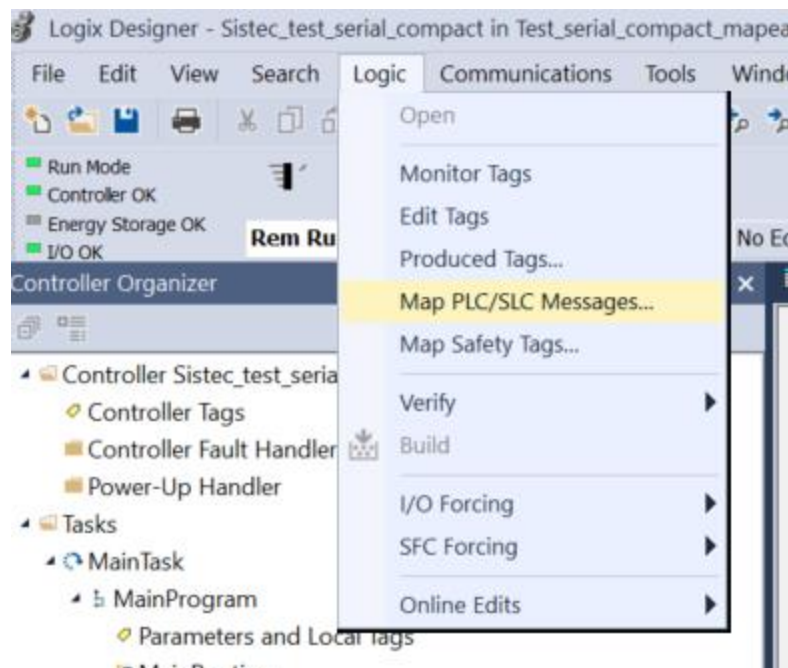 Logix Designer - Sistec_test_serial_compact in Test_serial_compact_mapea
File Edit View Search Logic Communications Tools
Run Mode
Controller OK
Energy Storage OK
I/O OK
Rem Ru
No
Controller Organizer
Open
Monitor Tags
Edit Tags
Produced Tags...
Map PLC/SLC Messages...
Map Safety Tags...
Verify
Build
I/O Forcing
SFC Forcing
Online Edits
Controller Sistec_test_seria
Controller Tags
Controller Fault Handler
Power-Up Handler
Tasks
MainTask
MainProgram
Parameters and Local Tags